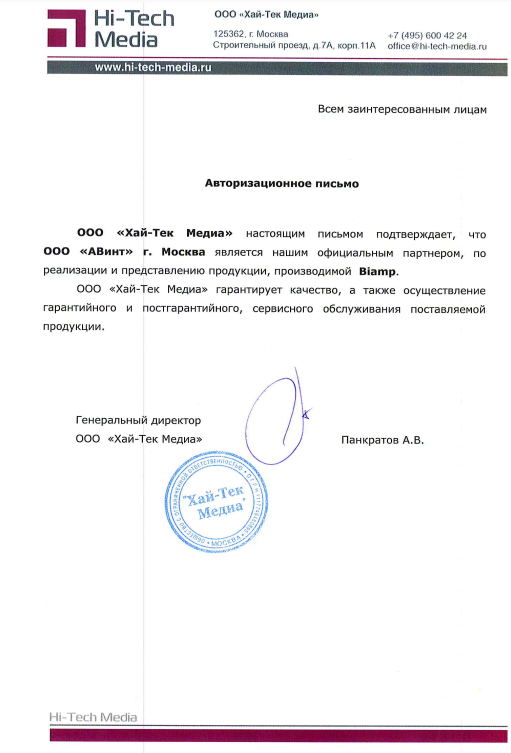 Hi-Tech
Media
ООО «Хай-Тек Медиа»
125362, г. Москва
Строительный проезд, д.7А, корп.11А
+7 (495) 600 42 24
office@hi-tech-media.ru
www.hi-tech-media.ru
Всем заинтересованным лицам
Авторизационное письмо
ООО «Хай-Тек Медиа» настоящим письмом подтверждает, что
ООО «АВинт» г. Москва является нашим официальным партнером, по
реализации и представлению продукции, производимой Biamp.
ООО «Хай-Тек Медиа» гарантирует качество, а также осуществление
гарантийного и постгарантийного, сервисного обслуживания поставляемой
продукции.
Генеральный директор
ООО «Хай-Тек Медиа»
Панкратов А.В.
ОБЩЕСТВО С ОГРАНИЧЕННОЙ ОТВЕТСТВЕННОСТЬЮ
"Хай-Тек
Медиа"
МОСКВА
Hi-Tech Media